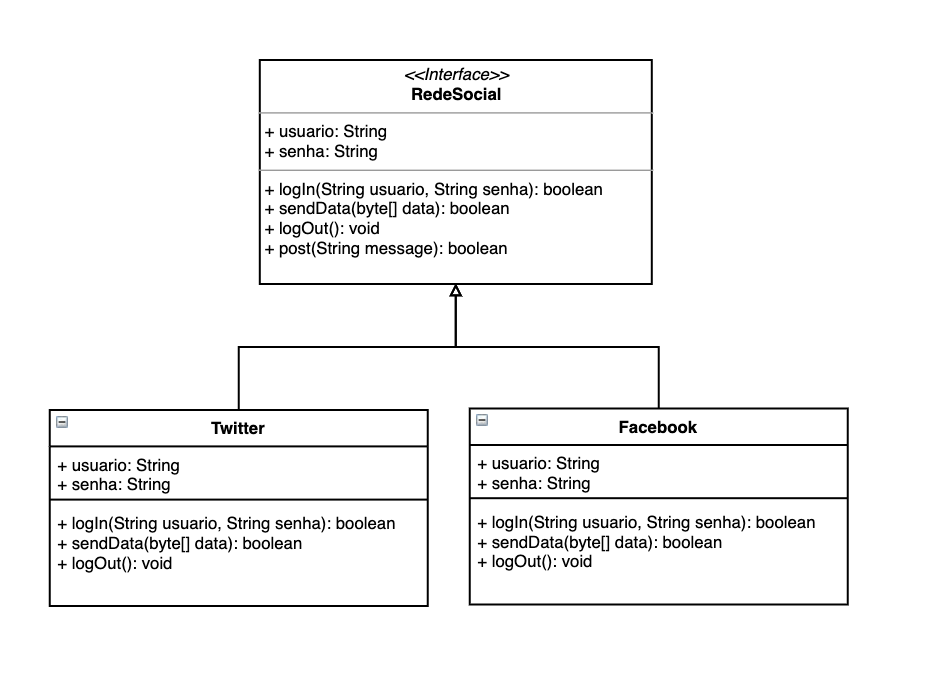 <<Interface>>
RedeSocial
+ usuario: String
+ senha: String
+ logIn(String usuario, String senha): boolean
+ sendData(byte[] data): boolean
+ logOut(): void
+ post(String message): boolean
Twitter
+ usuario: String
+ senha: String
+ logIn(String usuario, String senha): boolean
+ sendData(byte[] data): boolean
+ logOut(): void
Facebook
+ usuario: String
+ senha: String
+ logIn(String usuario, String senha): boolean
+ sendData(byte[] data): boolean
+ logOut(): void